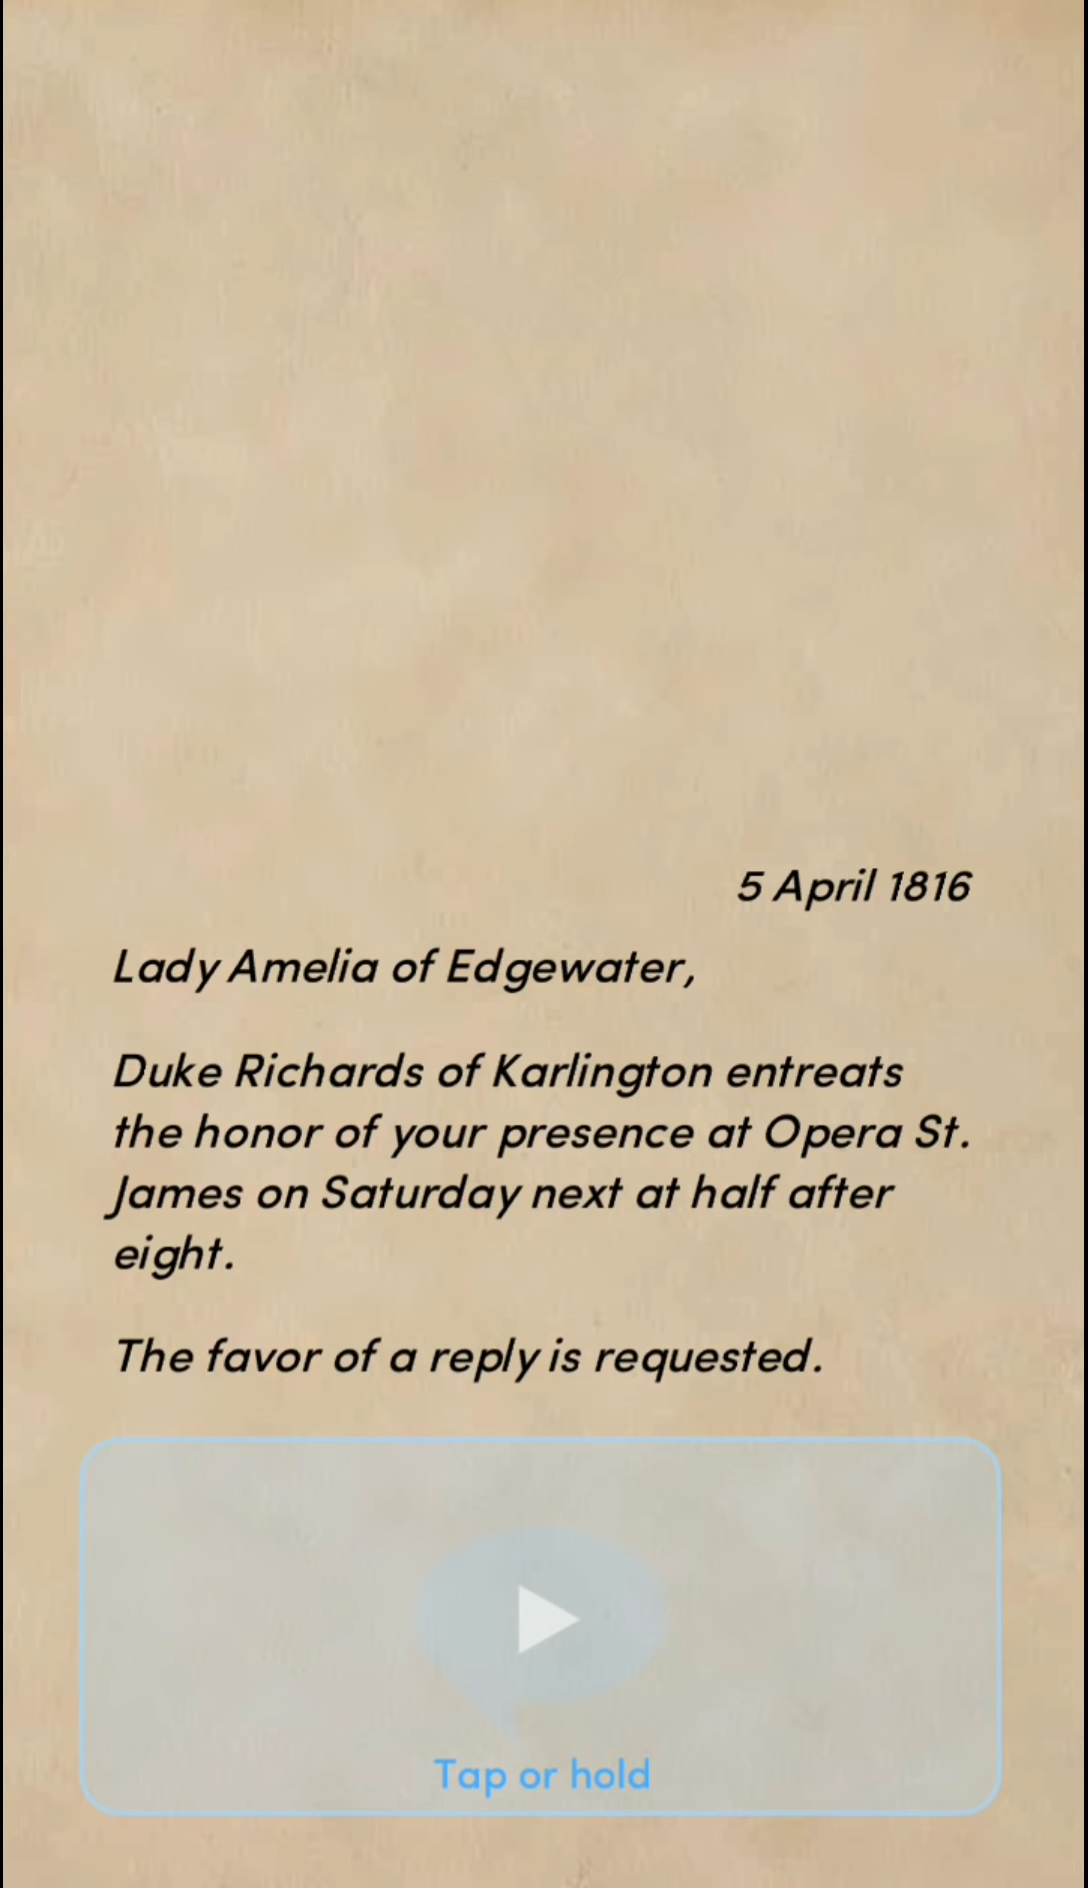 5 April 1816
Lady Amelia of Edgewater,
Duke Richards of Karlington entreats
the honor of your presence at Opera St.
James on Saturday next at half after
eight.
The favor of a reply is requested.
Tap or hold